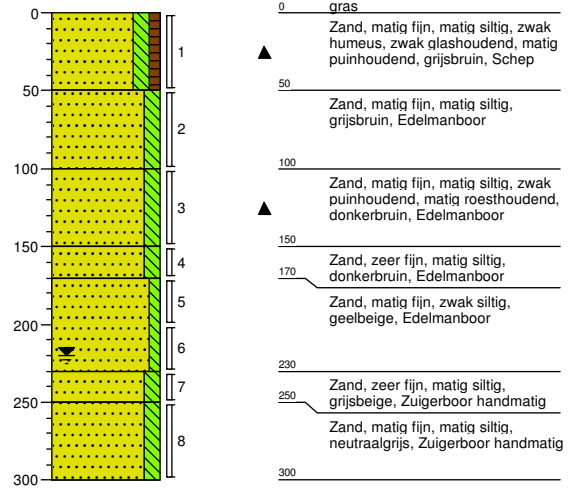 0
50
100
150
200
250
300
1
2
3
4
5
6
7
8
0
gras
Zand, matig fijn, matig siltig, zwak
humeus, zwak glashoudend, matig
puinhoudend, grijsbruin, Schep
50
Zand, matig fijn, matig siltig,
grijsbruin, Edelmanboor
100
Zand, matig fijn, matig siltig, zwak
puinhoudend, matig roesthoudend,
donkerbruin, Edelmanboor
150
Zand, zeer fijn, matig siltig,
donkerbruin, Edelmanboor
170
Zand, matig fijn, zwak siltig,
geelbeige, Edelmanboor
230
Zand, zeer fijn, matig siltig,
grijsbeige, Zuigerboor handmatig
250
Zand, matig fijn, matig siltig,
neutraalgrijs, Zuigerboor handmatig
300